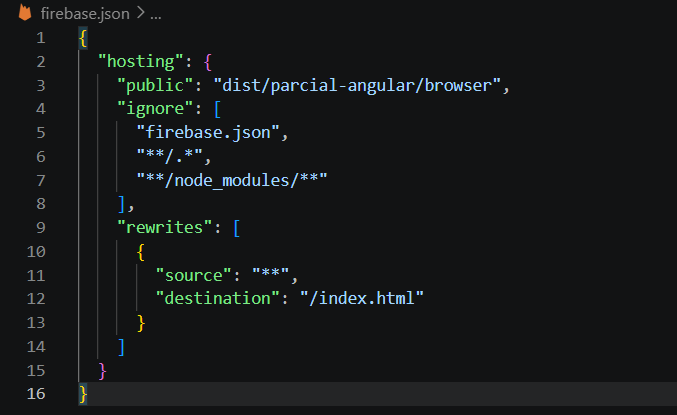 firebase.json > ...
1 {
2   "hosting": {
3     "public": "dist/parcial-angular/browser",
4     "ignore": [
5       "firebase.json",
6       "**/.*",
7       "**/node_modules/**"
8     ],
9     "rewrites": [
10       {
11         "source": "**",
12         "destination": "/index.html"
13       }
14     ]
15   }
16 }